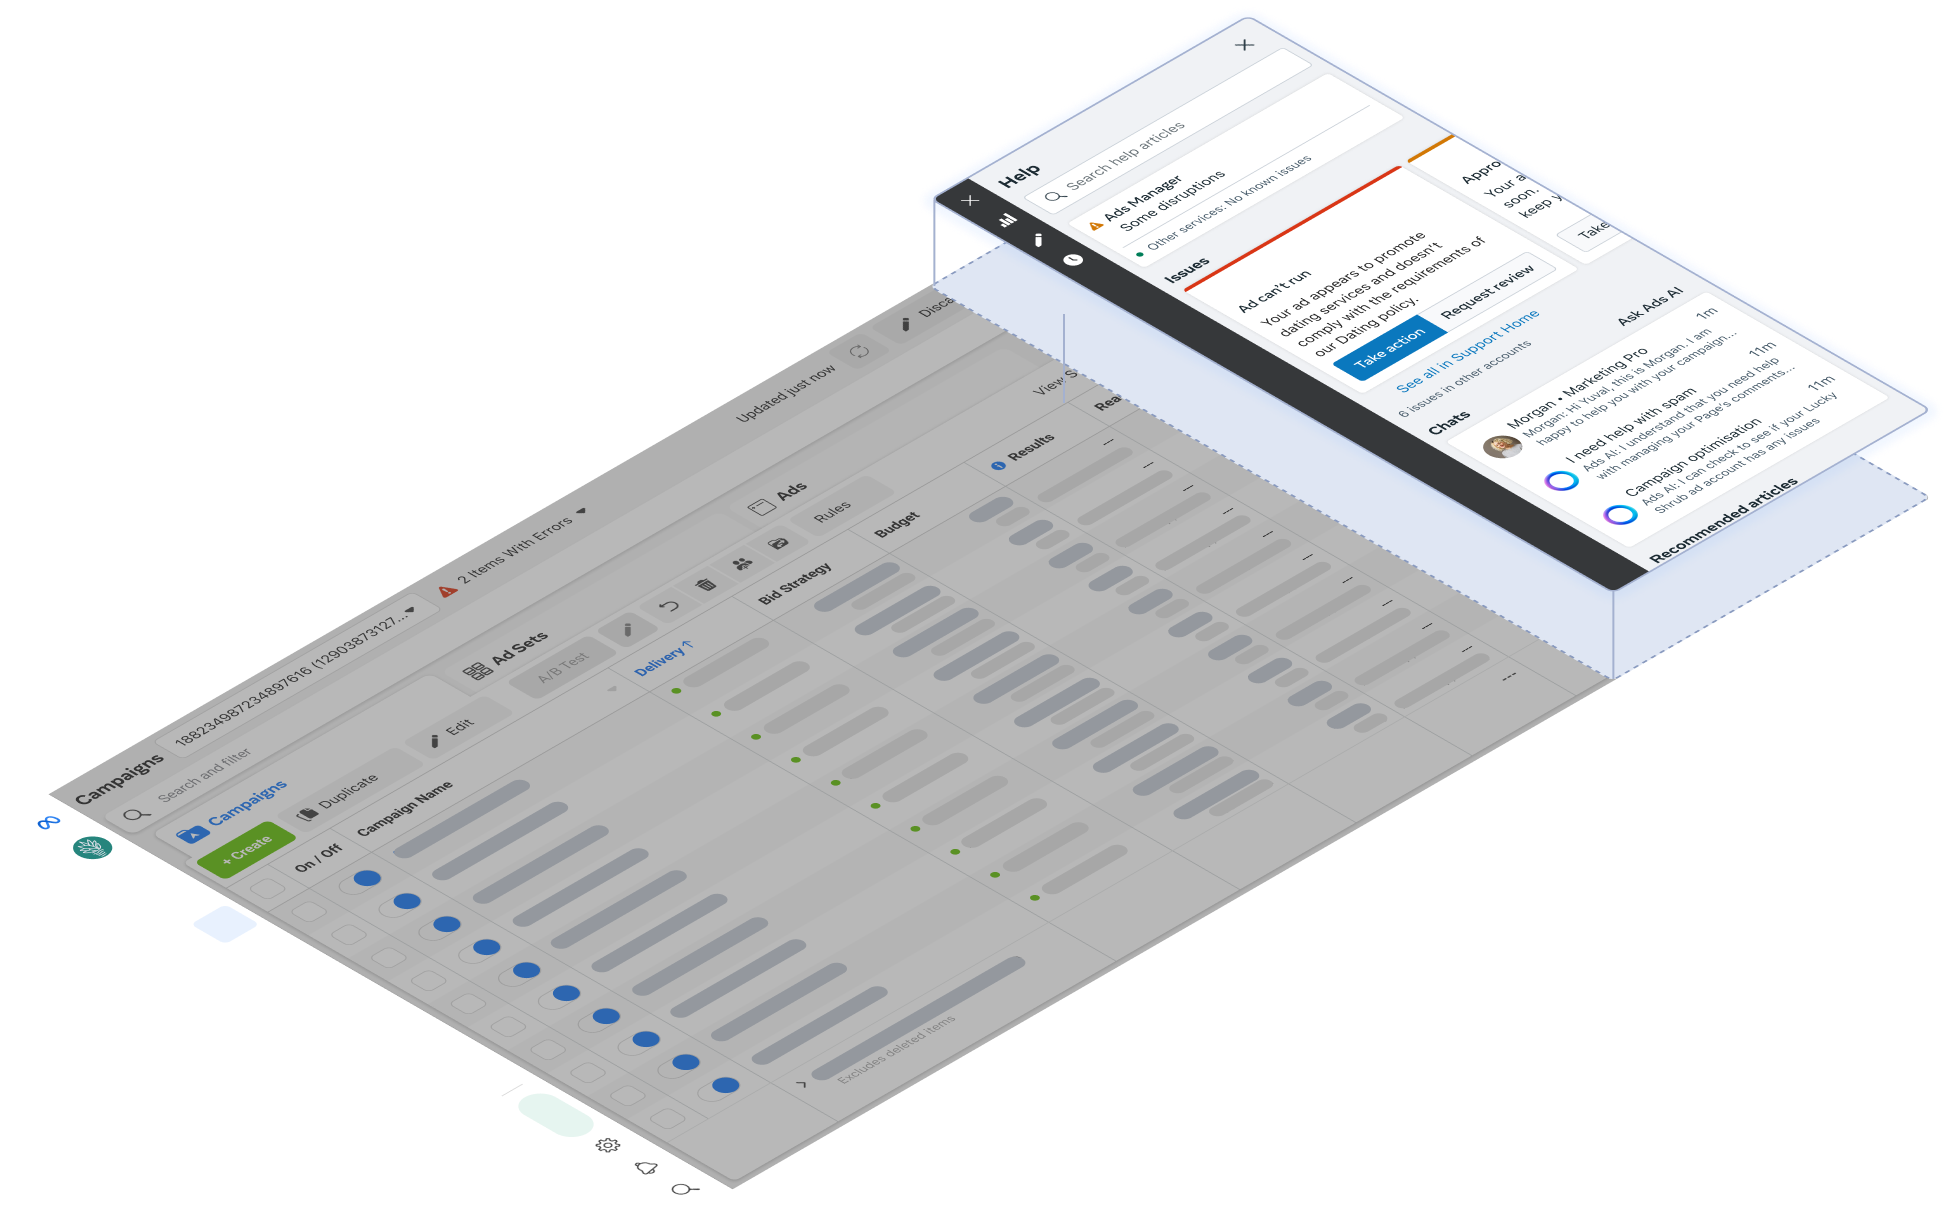 Campaigns
188234987234897616 (12903873127...
2 Items With Errors
Updated just now
Search and filter
Campaigns
Ad Sets
Ads
+ Create
Duplicate
Edit
A/B Test
Rules
On / Off
Campaign Name
Delivery ↑
Bid Strategy
Budget
Results
Excludes deleted items
Help
Search help articles
Ads Manager
Some disruptions
Other services: No known issues
Issues
Ad can't run
Your ad appears to promote
dating services and doesn't
comply with the requirements of
our Dating policy.
Take action
Request review
Your a
soon.
keep y
Take
See all in Support Home
6 issues in other accounts
Chats
Ask Ads AI
Morgan • Marketing Pro
1m
Morgan: Hi Yuval, this is Morgan. I am
happy to help you with your campaign...
I need help with spam
11m
Ads AI: I understand that you need help
with managing your Page's comments...
Campaign optimisation
11m
Ads AI: I can check to see if your Lucky
Shrub ad account has any issues
Recommended articles